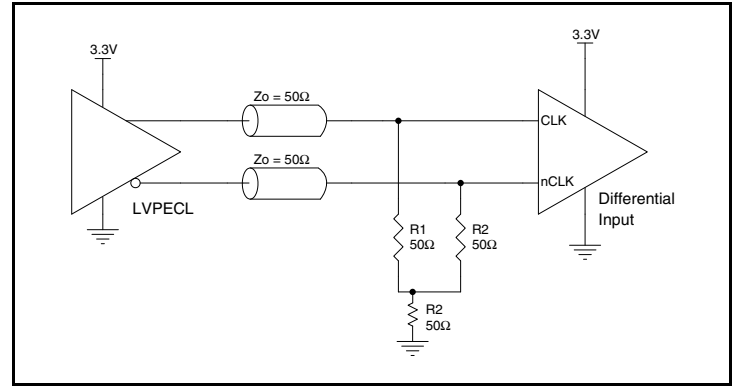 3.3V
3.3V
Zo = 50Ω
CLK
Zo = 50Ω
nCLK
LVPECL
Differential
Input
R1
50Ω
R2
50Ω
R2
50Ω